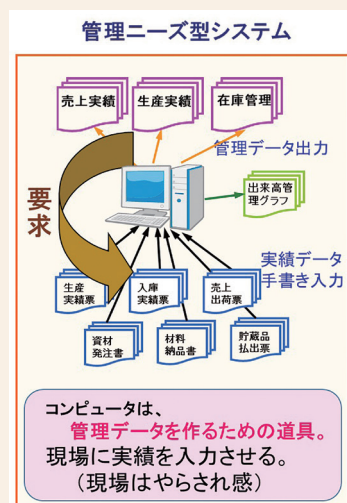 管理ニーズ型システム
売上実績
生産実績
在庫管理
管理データ出力
要求
出来高管
理グラフ
実績データ
手書き入力
生産
実績票
入庫
実績票
売上
出荷票
資材
発注書
材料
納品書
貯蔵品
払出票
コンピュータは、
管理データを作るための道具。
現場に実績を入力させる。
(現場はやらされ感)